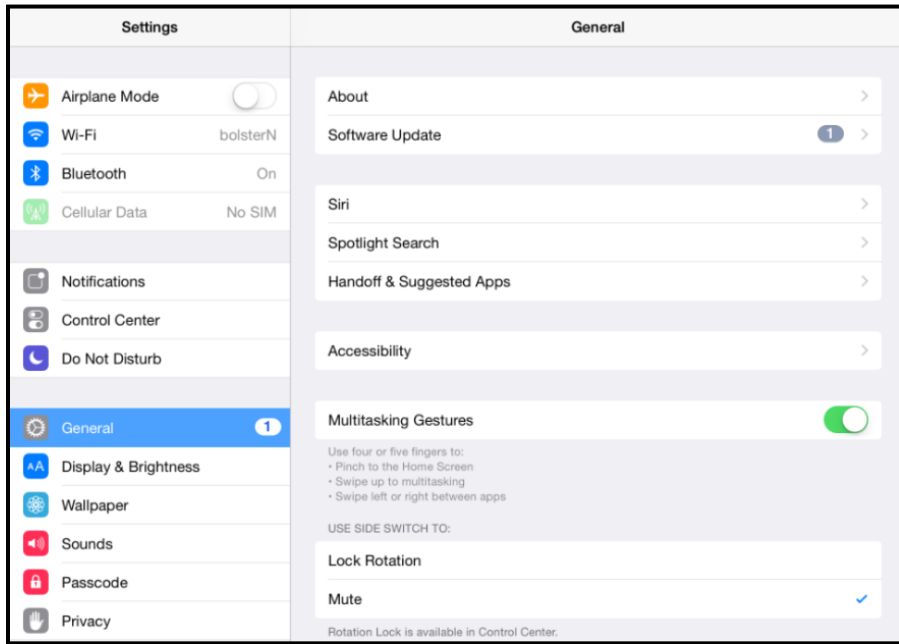 Settings
Airplane Mode
Wi-Fi bolsterN
Bluetooth On
Cellular Data No SIM
Notifications
Control Center
Do Not Disturb
General 1
AA Display & Brightness
Wallpaper
Sounds
Passcode
Privacy
General
About
Software Update 1
Siri
Spotlight Search
Handoff & Suggested Apps
Accessibility
Multitasking Gestures
Use four or five fingers to:
• Pinch to the Home Screen
• Swipe up to multitasking
• Swipe left or right between apps
USE SIDE SWITCH TO:
Lock Rotation
Mute
Rotation Lock is available in Control Center.